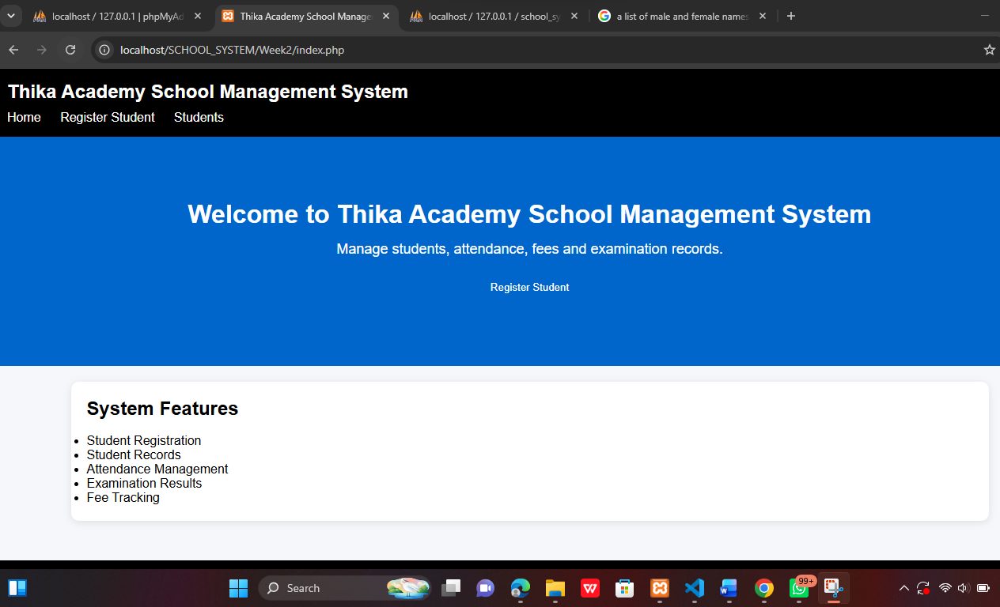 localhost / 127.0.0.1 | phpMyAd
Thika Academy School Manage
localhost / 127.0.0.1 / school_sy
a list of male and female names
localhost/SCHOOL_SYSTEM/Week2/index.php
Thika Academy School Management System
Home Register Student Students
Welcome to Thika Academy School Management System
Manage students, attendance, fees and examination records.
Register Student
System Features
• Student Registration
• Student Records
• Attendance Management
• Examination Results
• Fee Tracking
Search
99+